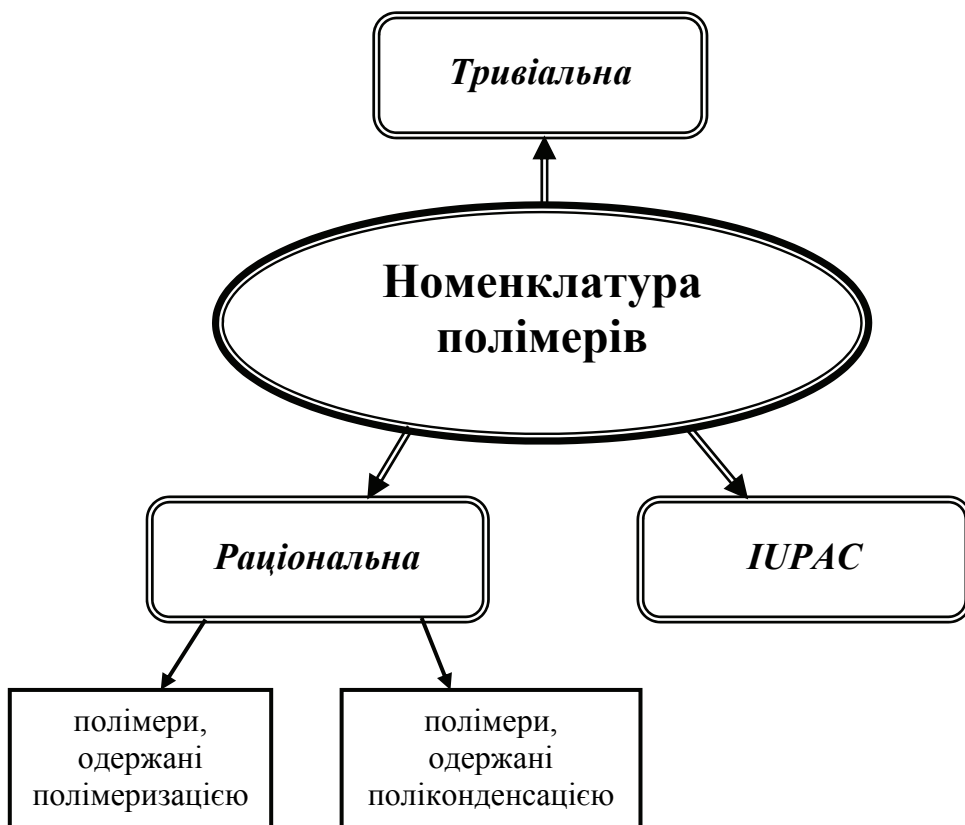 Тривіальна
Номенклатура
полімерів
Раціональна
IUPAC
полімери,
одержані
полімеризацією
полімери,
одержані
поліконденсацією